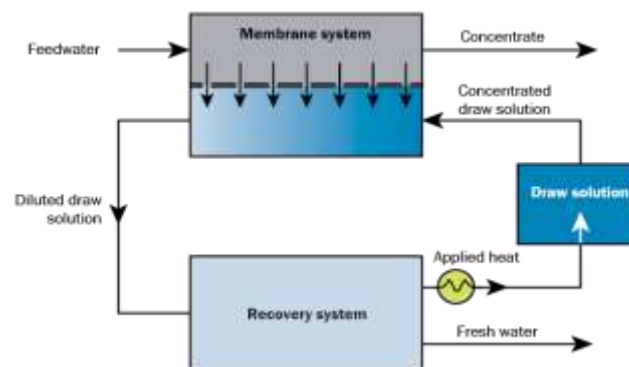 Membrane system
Feedwater
Concentrate
Concentrated
draw solution
Diluted draw
solution
Draw solution
Applied heat
Recovery system
Fresh water